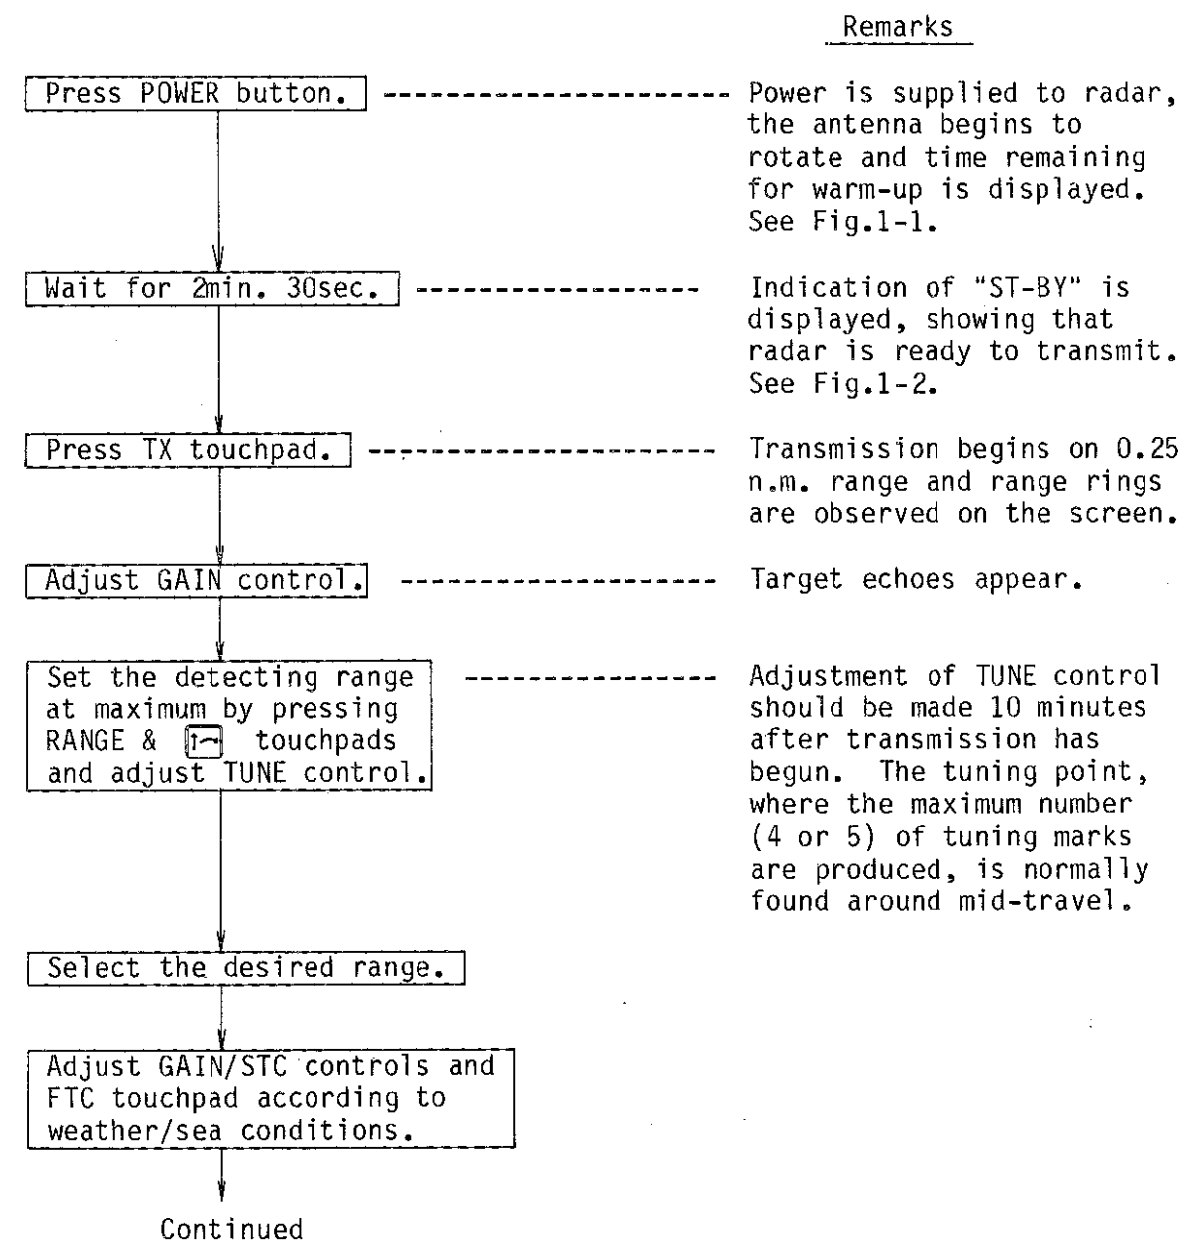 Remarks
Press POWER button.
Power is supplied to radar,
the antenna begins to
rotate and time remaining
for warm-up is displayed.
See Fig.1-1.
Wait for 2min. 30sec.
Indication of "ST-BY" is
displayed, showing that
radar is ready to transmit.
See Fig.1-2.
Press TX touchpad.
Transmission begins on 0.25
n.m. range and range rings
are observed on the screen.
Adjust GAIN control.
Target echoes appear.
Set the detecting range
at maximum by pressing
RANGE & touchpads
and adjust TUNE control.
Adjustment of TUNE control
should be made 10 minutes
after transmission has
begun. The tuning point,
where the maximum number
(4 or 5) of tuning marks
are produced, is normally
found around mid-travel.
Select the desired range.
Adjust GAIN/STC controls and
FTC touchpad according to
weather/sea conditions.
Continued